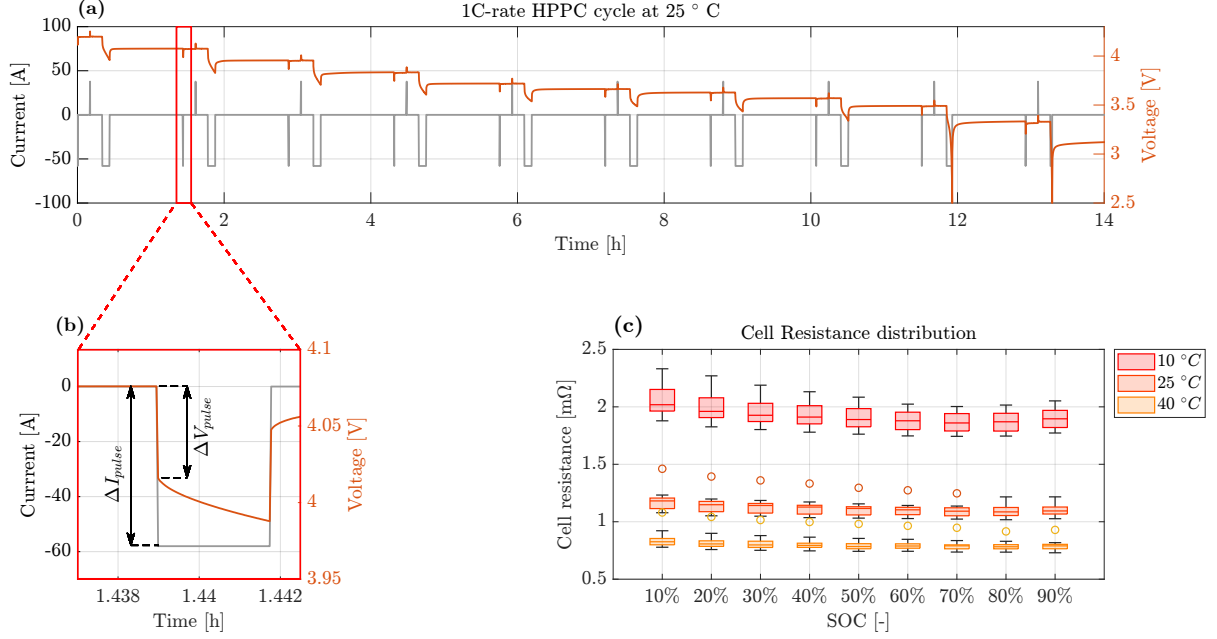 (a)
1C-rate HPPC cycle at 25 ° C
100
50
0
-50
-100
Currrent [A]
4
3.5
3
2.5
Voltage [V]
0 2 4 6 8 10 12 14
Time [h]
(b)
0
-20
-40
-60
Currrent [A]
ΔI_pulse
ΔV_pulse
4.1
4.05
4
3.95
Voltage [V]
1.438 1.44 1.442
Time [h]
(c)
Cell Resistance distribution
2.5
2
1.5
1
0.5
Cell resistance [mΩ]
10% 20% 30% 40% 50% 60% 70% 80% 90%
SOC [-]
10 °C
25 °C
40 °C